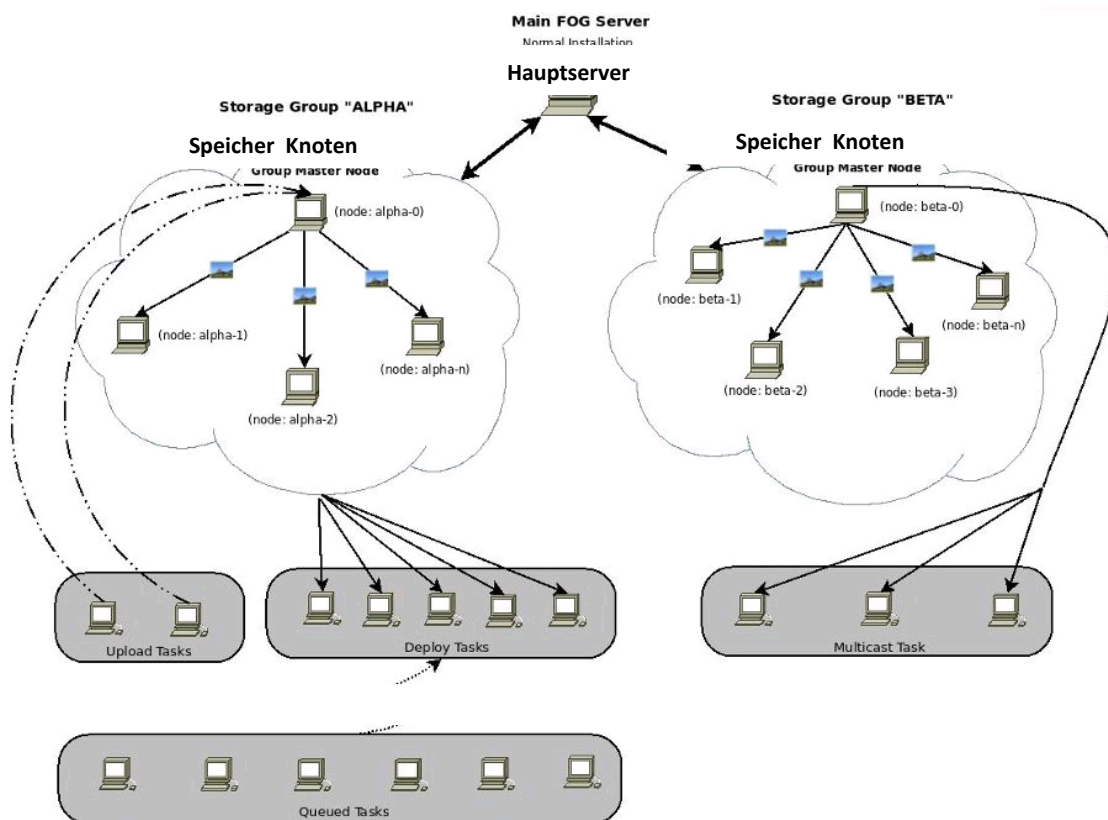 Main FOG Server
Normal Installation
Hauptserver
Storage Group "ALPHA"
Storage Group "BETA"
Speicher Knoten
Speicher Knoten
Group Master Node
Group Master Node
(node: alpha-0)
(node: beta-0)
(node: beta-1)
(node: beta-n)
(node: alpha-1)
(node: alpha-n)
(node: alpha-2)
(node: beta-2)
(node: beta-3)
Upload Tasks
Deploy Tasks
Multicast Task
Queued Tasks